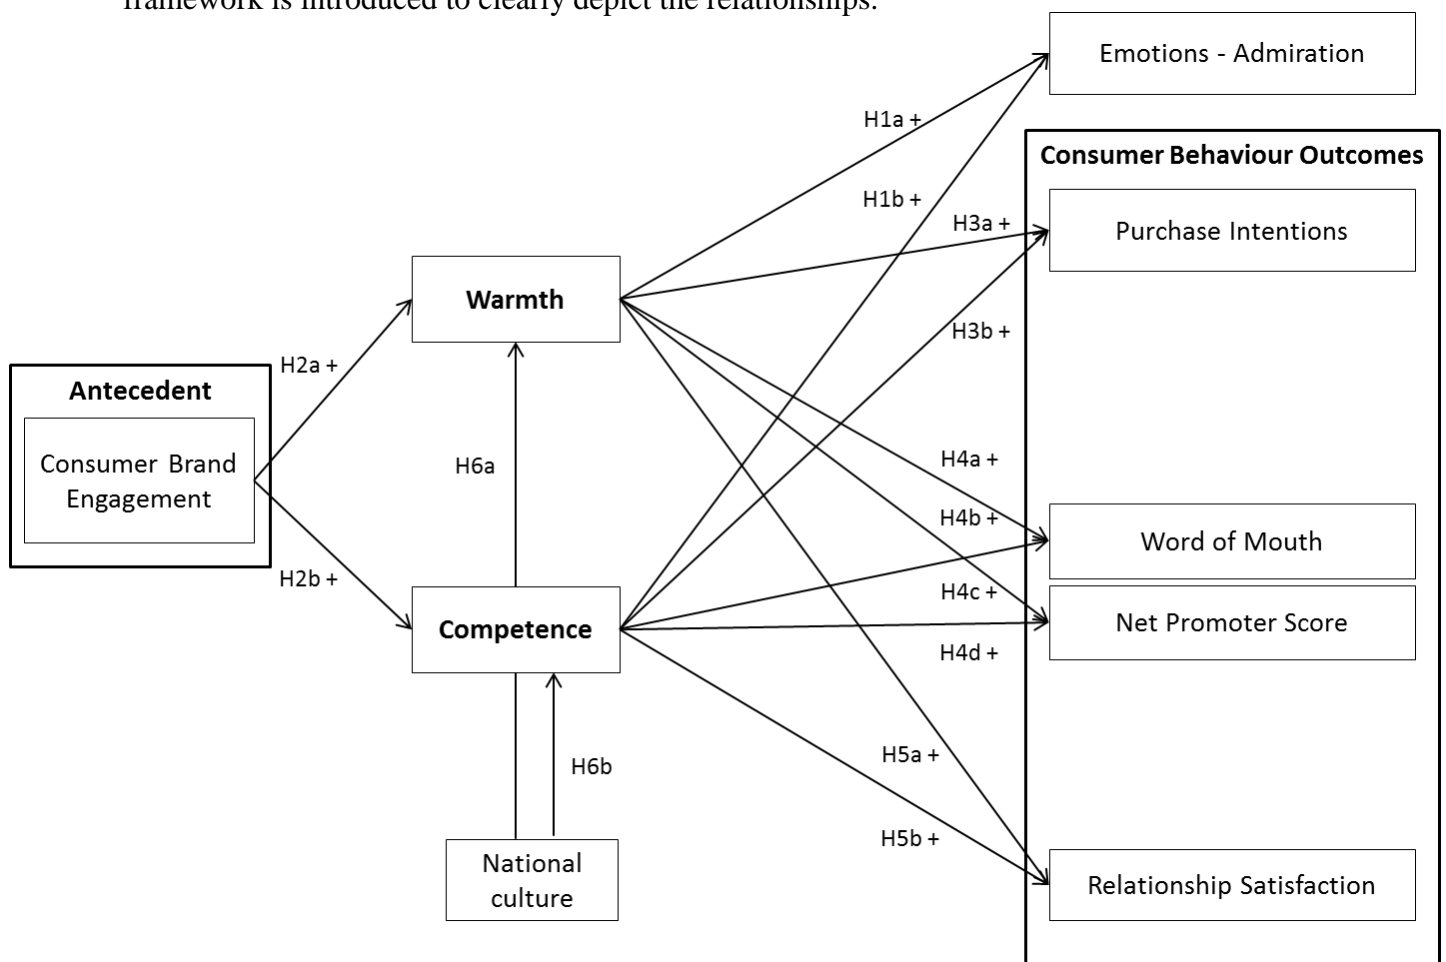 framework is introduced to clearly depict the relationships.
Emotions - Admiration
H1a +
Consumer Behaviour Outcomes
H1b +
H3a +
Purchase Intentions
Warmth
H3b +
H2a +
Antecedent
Consumer Brand
Engagement
H6a
H4a +
H4b +
Word of Mouth
H2b +
H4c +
Competence
Net Promoter Score
H4d +
H5a +
H6b
H5b +
National
culture
Relationship Satisfaction